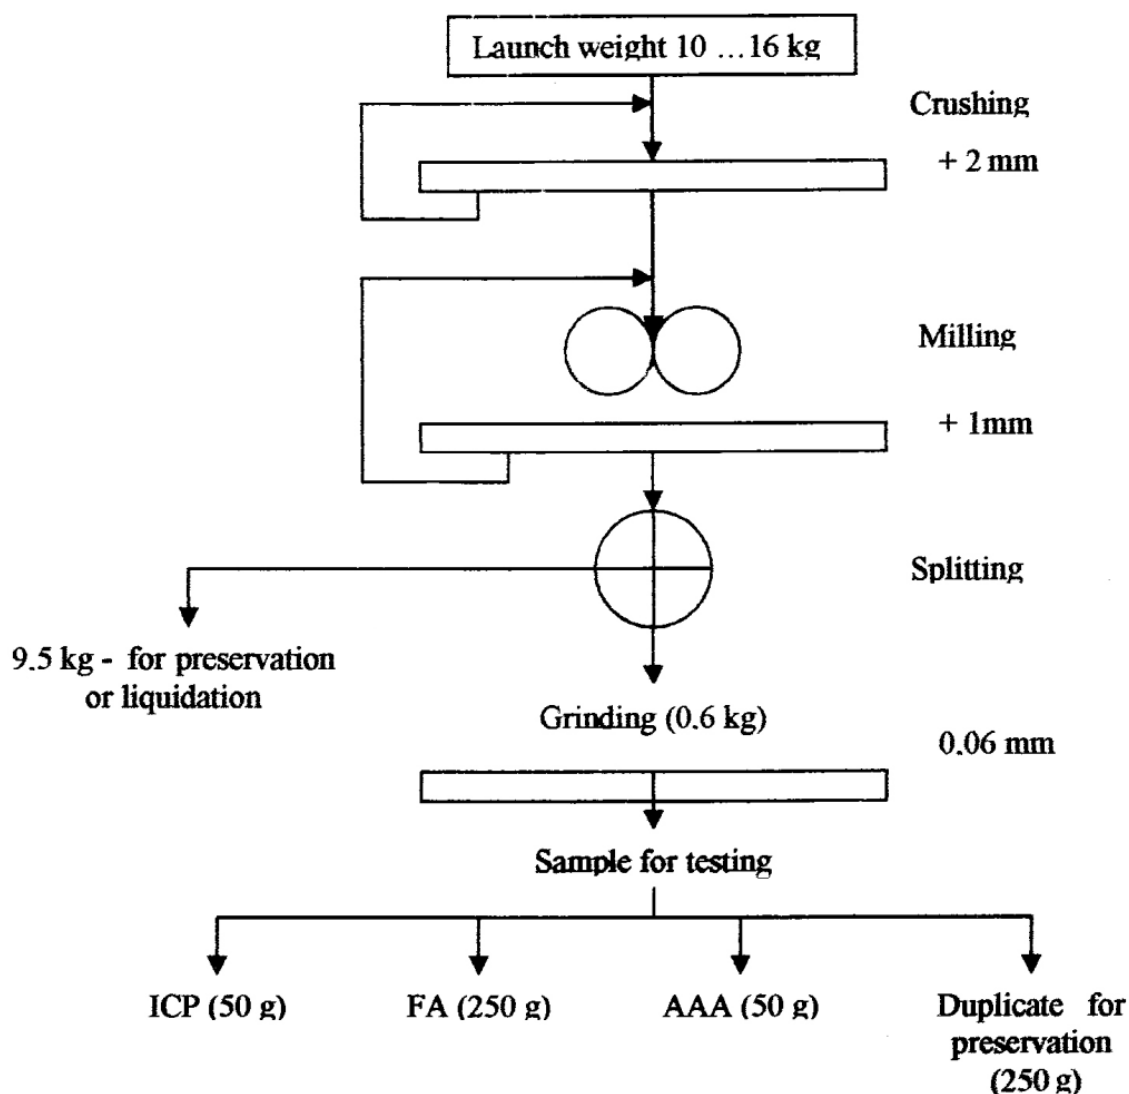 Launch weight 10 ...16 kg
Crushing
+ 2 mm
Milling
+ 1mm
Splitting
9.5 kg - for preservation
or liquidation
Grinding (0.6 kg)
0.06 mm
Sample for testing
ICP (50 g)
FA (250 g)
AAA (50 g)
Duplicate for
preservation
(250 g)